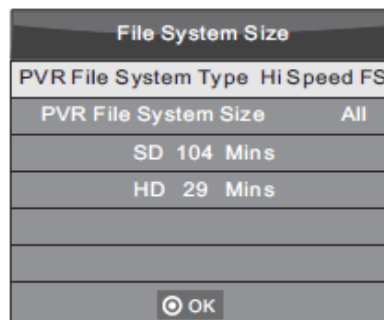 File System Size
PVR File System Type Hi Speed FS
PVR File System Size All
SD 104 Mins
HD 29 Mins
OK